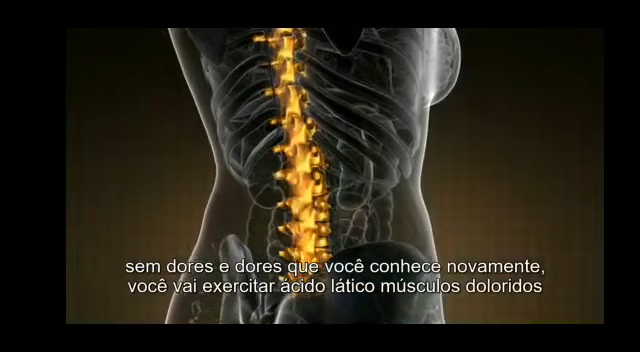 sem dores e dores que você conhece novamente,
você vai exercitar ácido lático músculos doloridos